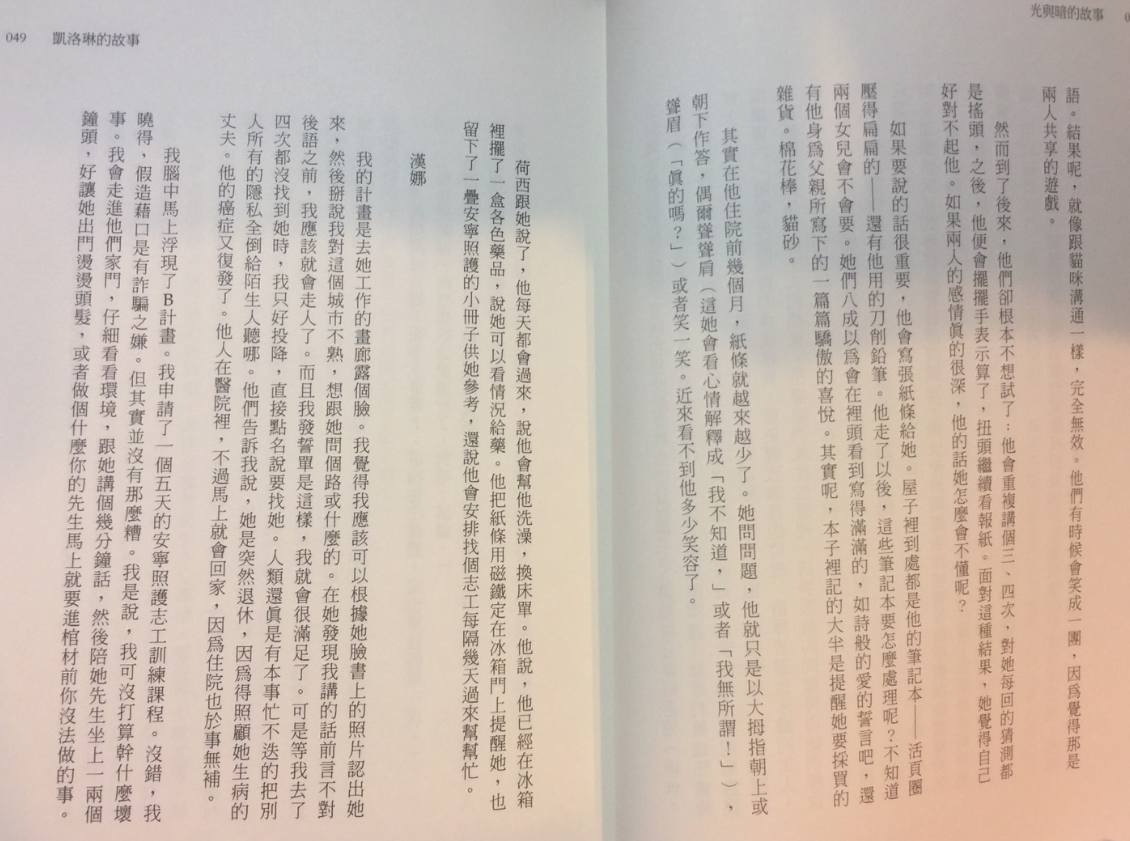 光與暗的故事
語。結果呢，就像跟貓咪溝通一樣，完全無效。他們有時候會笑成一團，因為覺得那是
兩人共享的遊戲。
然而到了後來，他們卻根本不想試了：他會重複講個三、四次，對她每回的猜測都
是搖頭，之後，他便會擺擺手表示算了，扭頭繼續看報紙。面對這種結果，她覺得自己
好對不起他。如果兩人的感情真的很深，他的話她怎麼會不懂呢？
如果要說的話很重要，他會寫張紙條給她。屋子裡到處都是他的筆記本——活頁圈
壓得扁扁的——還有他用的刀削鉛筆。他走了以後，這些筆記本要怎麼處理呢？不知道
兩個女兒會不會要。她們八成以為會在裡頭看到寫得滿滿的，如詩般的愛的誓言吧，還
有他身為父親所寫下的一篇篇驕傲的喜悅。其實呢，本子裡記的大半是提醒她要採買的
雜貨。棉花棒，貓砂。
其實在他住院前幾個月，紙條就越來越少了。她問問題，他就只是以大拇指朝上或
朝下作答，偶爾聳聳肩（這她會看心情解釋成「我不知道，」或者「我無所謂！」），
聳眉（「真的嗎？」）或者笑一笑。近來看不到他多少笑容了。
049 凱洛琳的故事
荷西跟她說了，他每天都會過來，說他會幫他洗澡，換床單。他說，他已經在冰箱
裡擺了一盒各色藥品，說她可以看情況給藥。他把紙條用磁鐵定在冰箱門上提醒她，也
留下了一疊安寧照護的小冊子供她參考，還說他會安排找個志工每隔幾天過來幫幫忙。
漢娜
我的計畫是去她工作的畫廊露個臉。我覺得我應該可以根據她臉書上的照片認出她
來，然後掰說我對這個城市不熟，想跟她問個路或什麼的。在她發現我講的話前言不對
後語之前，我應該就會走人了。而且我發誓單是這樣，我就會很滿足了。可是等我去了
四次都沒找到她時，我只好投降，直接點名說要找她。人類還真是有本事忙不迭的把別
人所有的隱私全倒給陌生人聽哪。他們告訴我說，她是突然退休，因為得照顧她生病的
丈夫。他的癌症又復發了。他人在醫院裡，不過馬上就會回家，因為住院也於事無補。
我腦中馬上浮現了B計畫。我申請了一個五天的安寧照護志工訓練課程。沒錯，我
曉得，假造藉口是有詐騙之嫌。但其實並沒有那麼糟。我是說，我可沒打算幹什麼壞
事。我會走進他們家門，仔細看看環境，跟她講個幾分鐘話，然後陪她先生坐上一兩個
鐘頭，好讓她出門燙燙頭髮，或者做個什麼你的先生馬上就要進棺材前你沒法做的事。